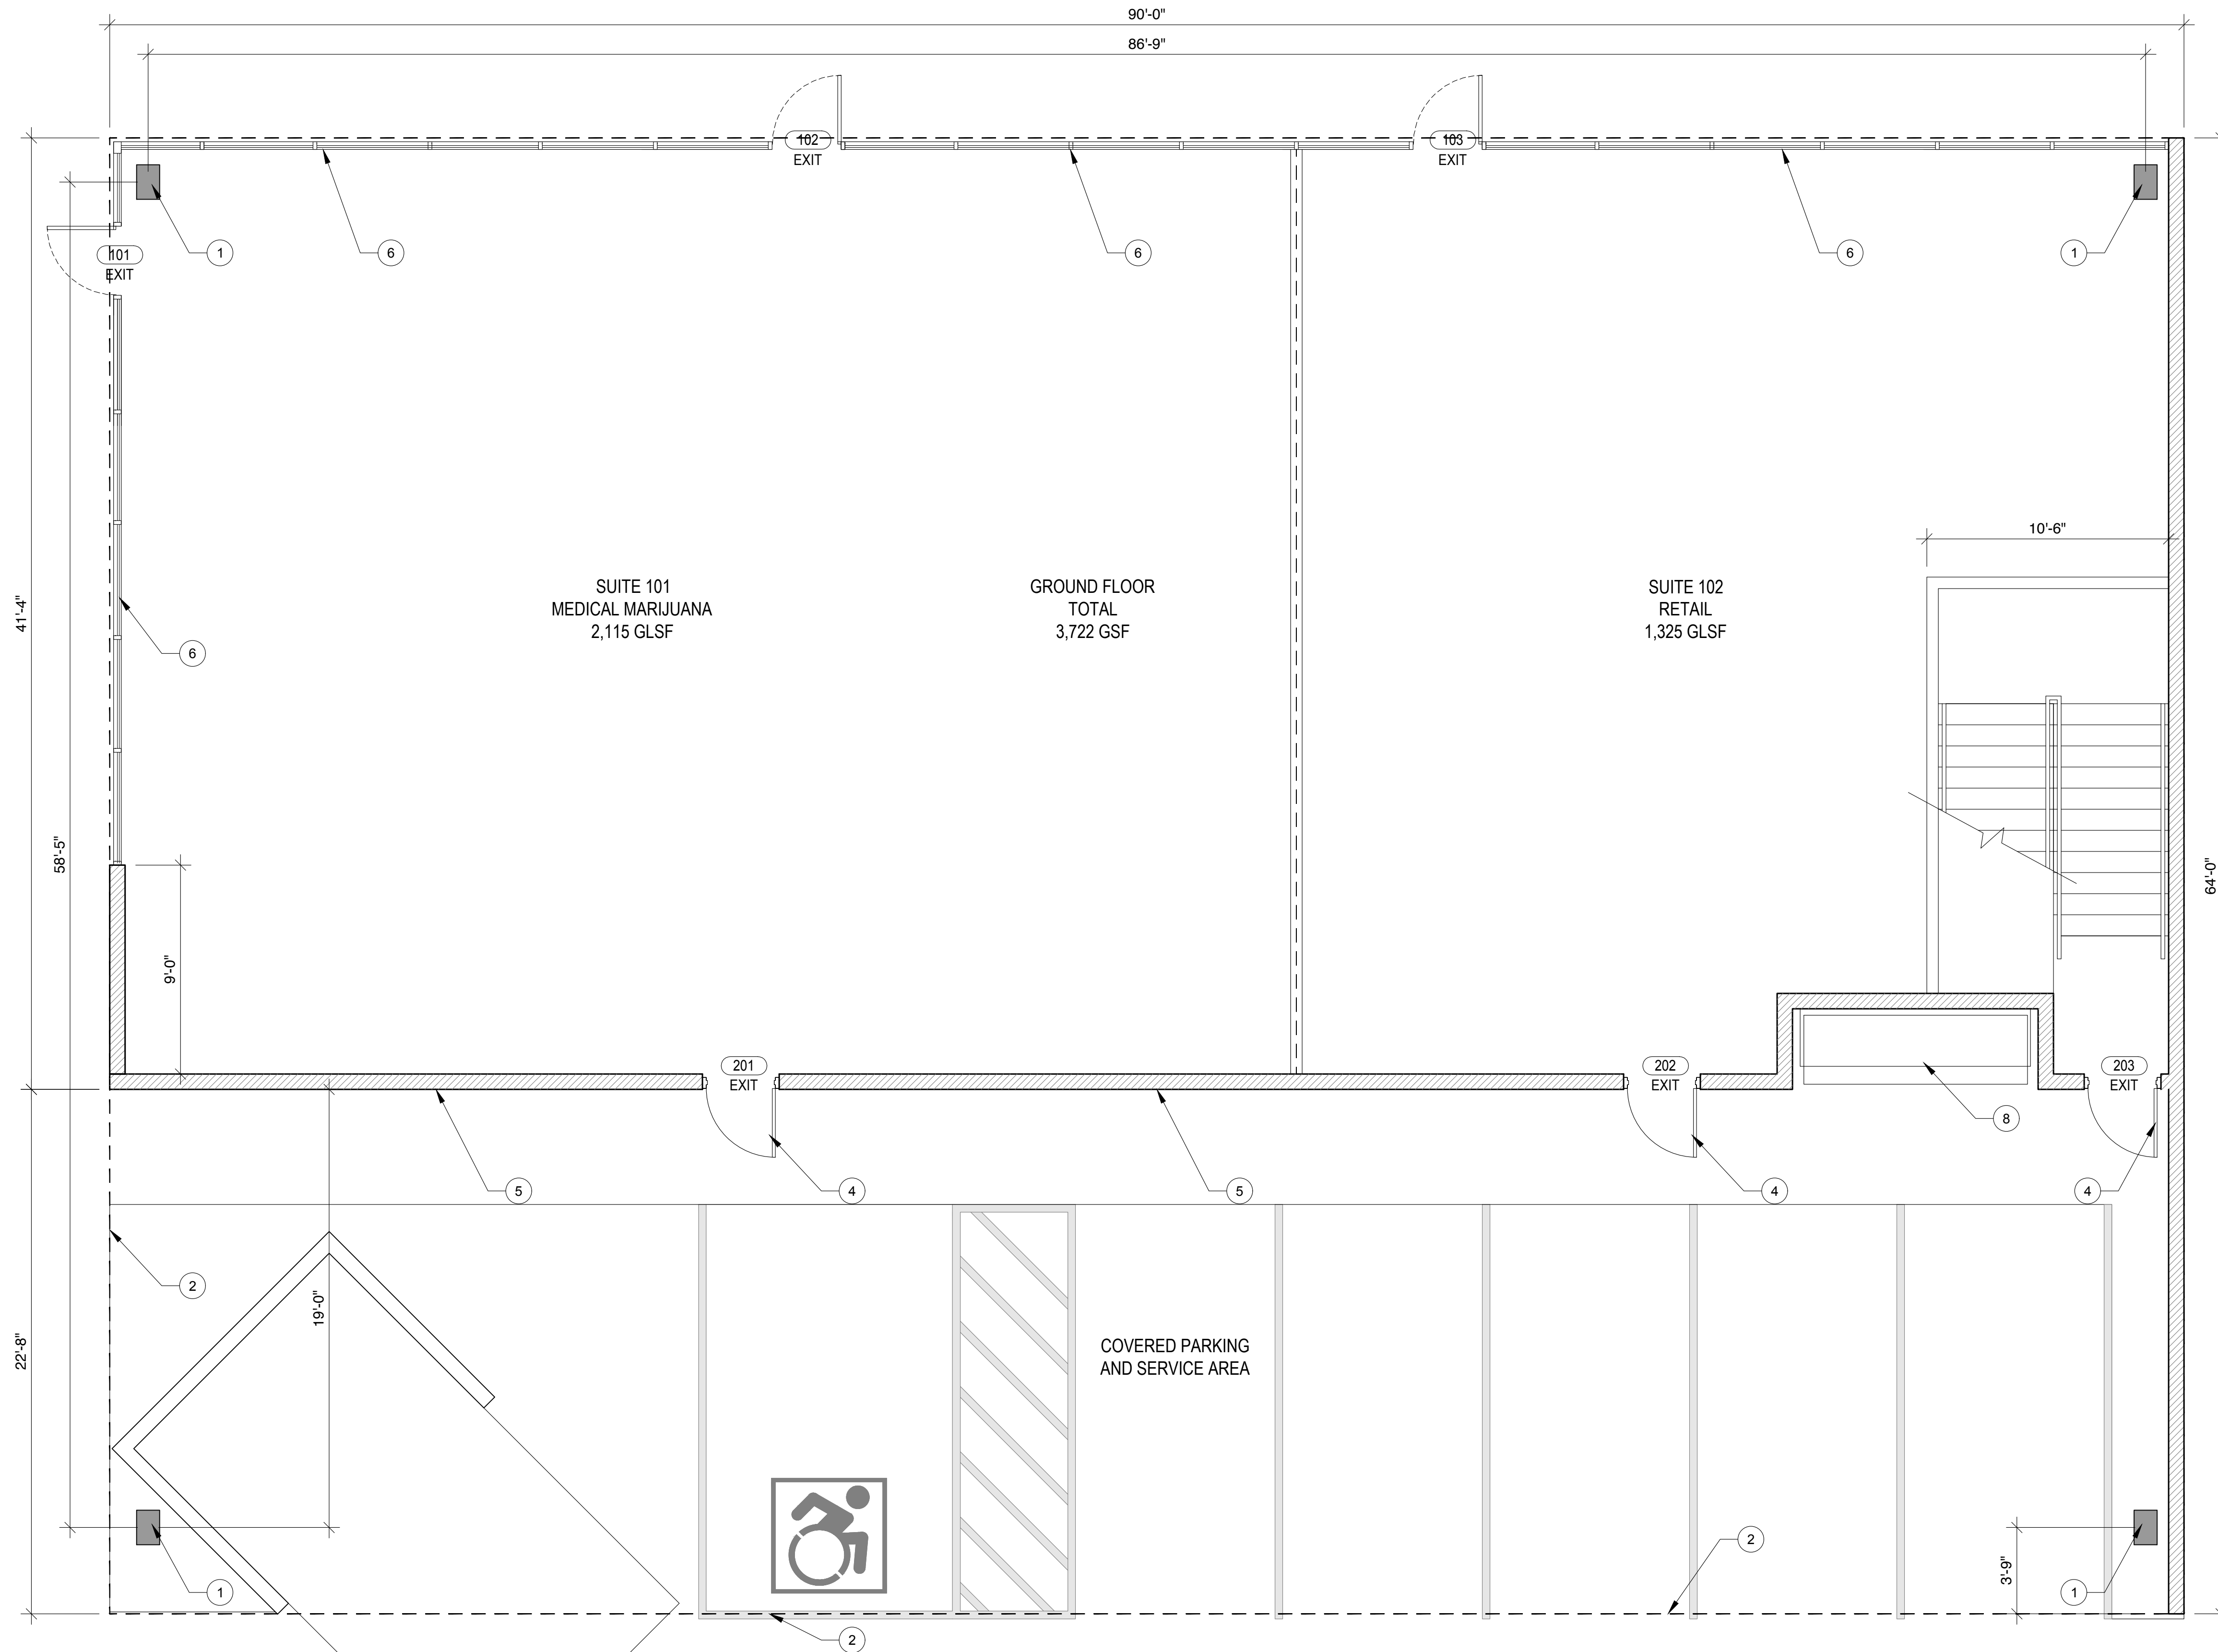 90'-0"
86'-9"
102
EXIT
103
EXIT
101
EXIT
1
6
6
6
1
10'-6"
SUITE 101
MEDICAL MARIJUANA
2,115 GLSF
GROUND FLOOR
TOTAL
3,722 GSF
SUITE 102
RETAIL
1,325 GLSF
41'-4"
6
58'-5"
64'-0"
9'-0"
201
EXIT
202
EXIT
203
EXIT
8
5
4
5
4
4
2
19'-0"
22'-8"
COVERED PARKING
AND SERVICE AREA
2
3'-9"
1
1
2